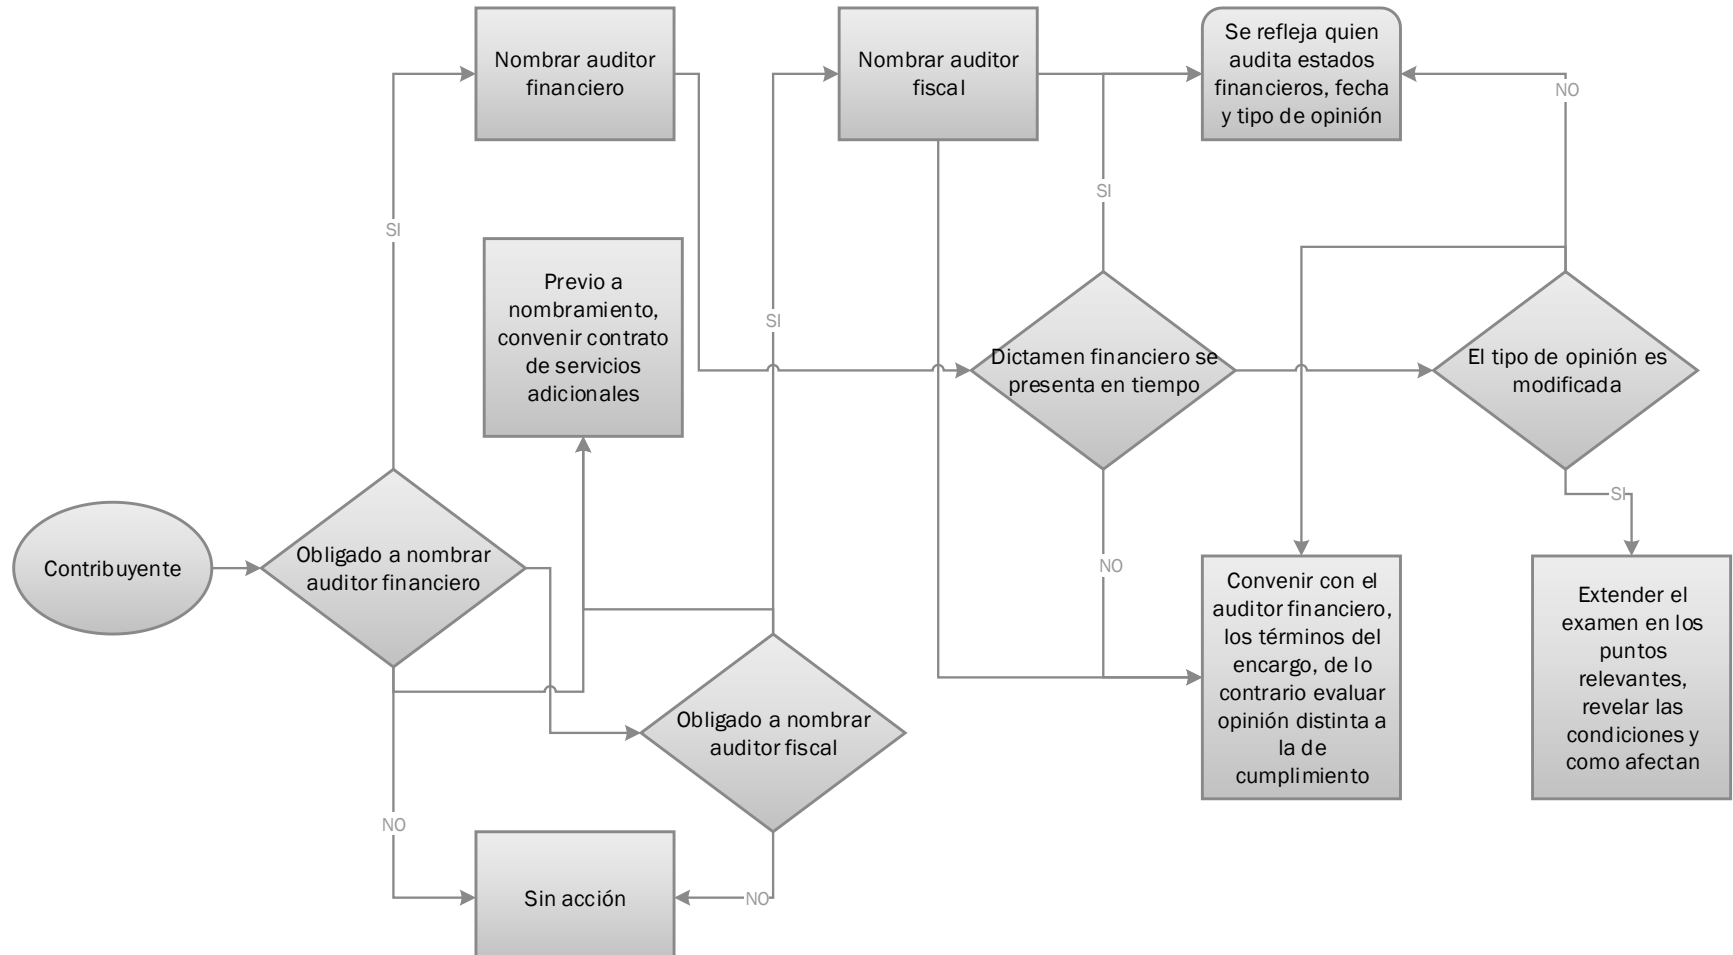 Nombrar auditor
financiero
Nombrar auditor
fiscal
Se refleja quien
audita estados
financieros, fecha
y tipo de opinión
NO
SI
SI
Previo a
nombramiento,
convenir contrato
de servicios
adicionales
SI
Dictamen financiero se
presenta en tiempo
El tipo de opinión es
modificada
SI
Contribuyente
Obligado a nombrar
auditor financiero
NO
Convenir con el
auditor financiero,
los términos del
encargo, de lo
contrario evaluar
opinión distinta a
la de
cumplimiento
Extender el
examen en los
puntos
relevantes,
revelar las
condiciones y
como afectan
Obligado a nombrar
auditor fiscal
NO
Sin acción
NO